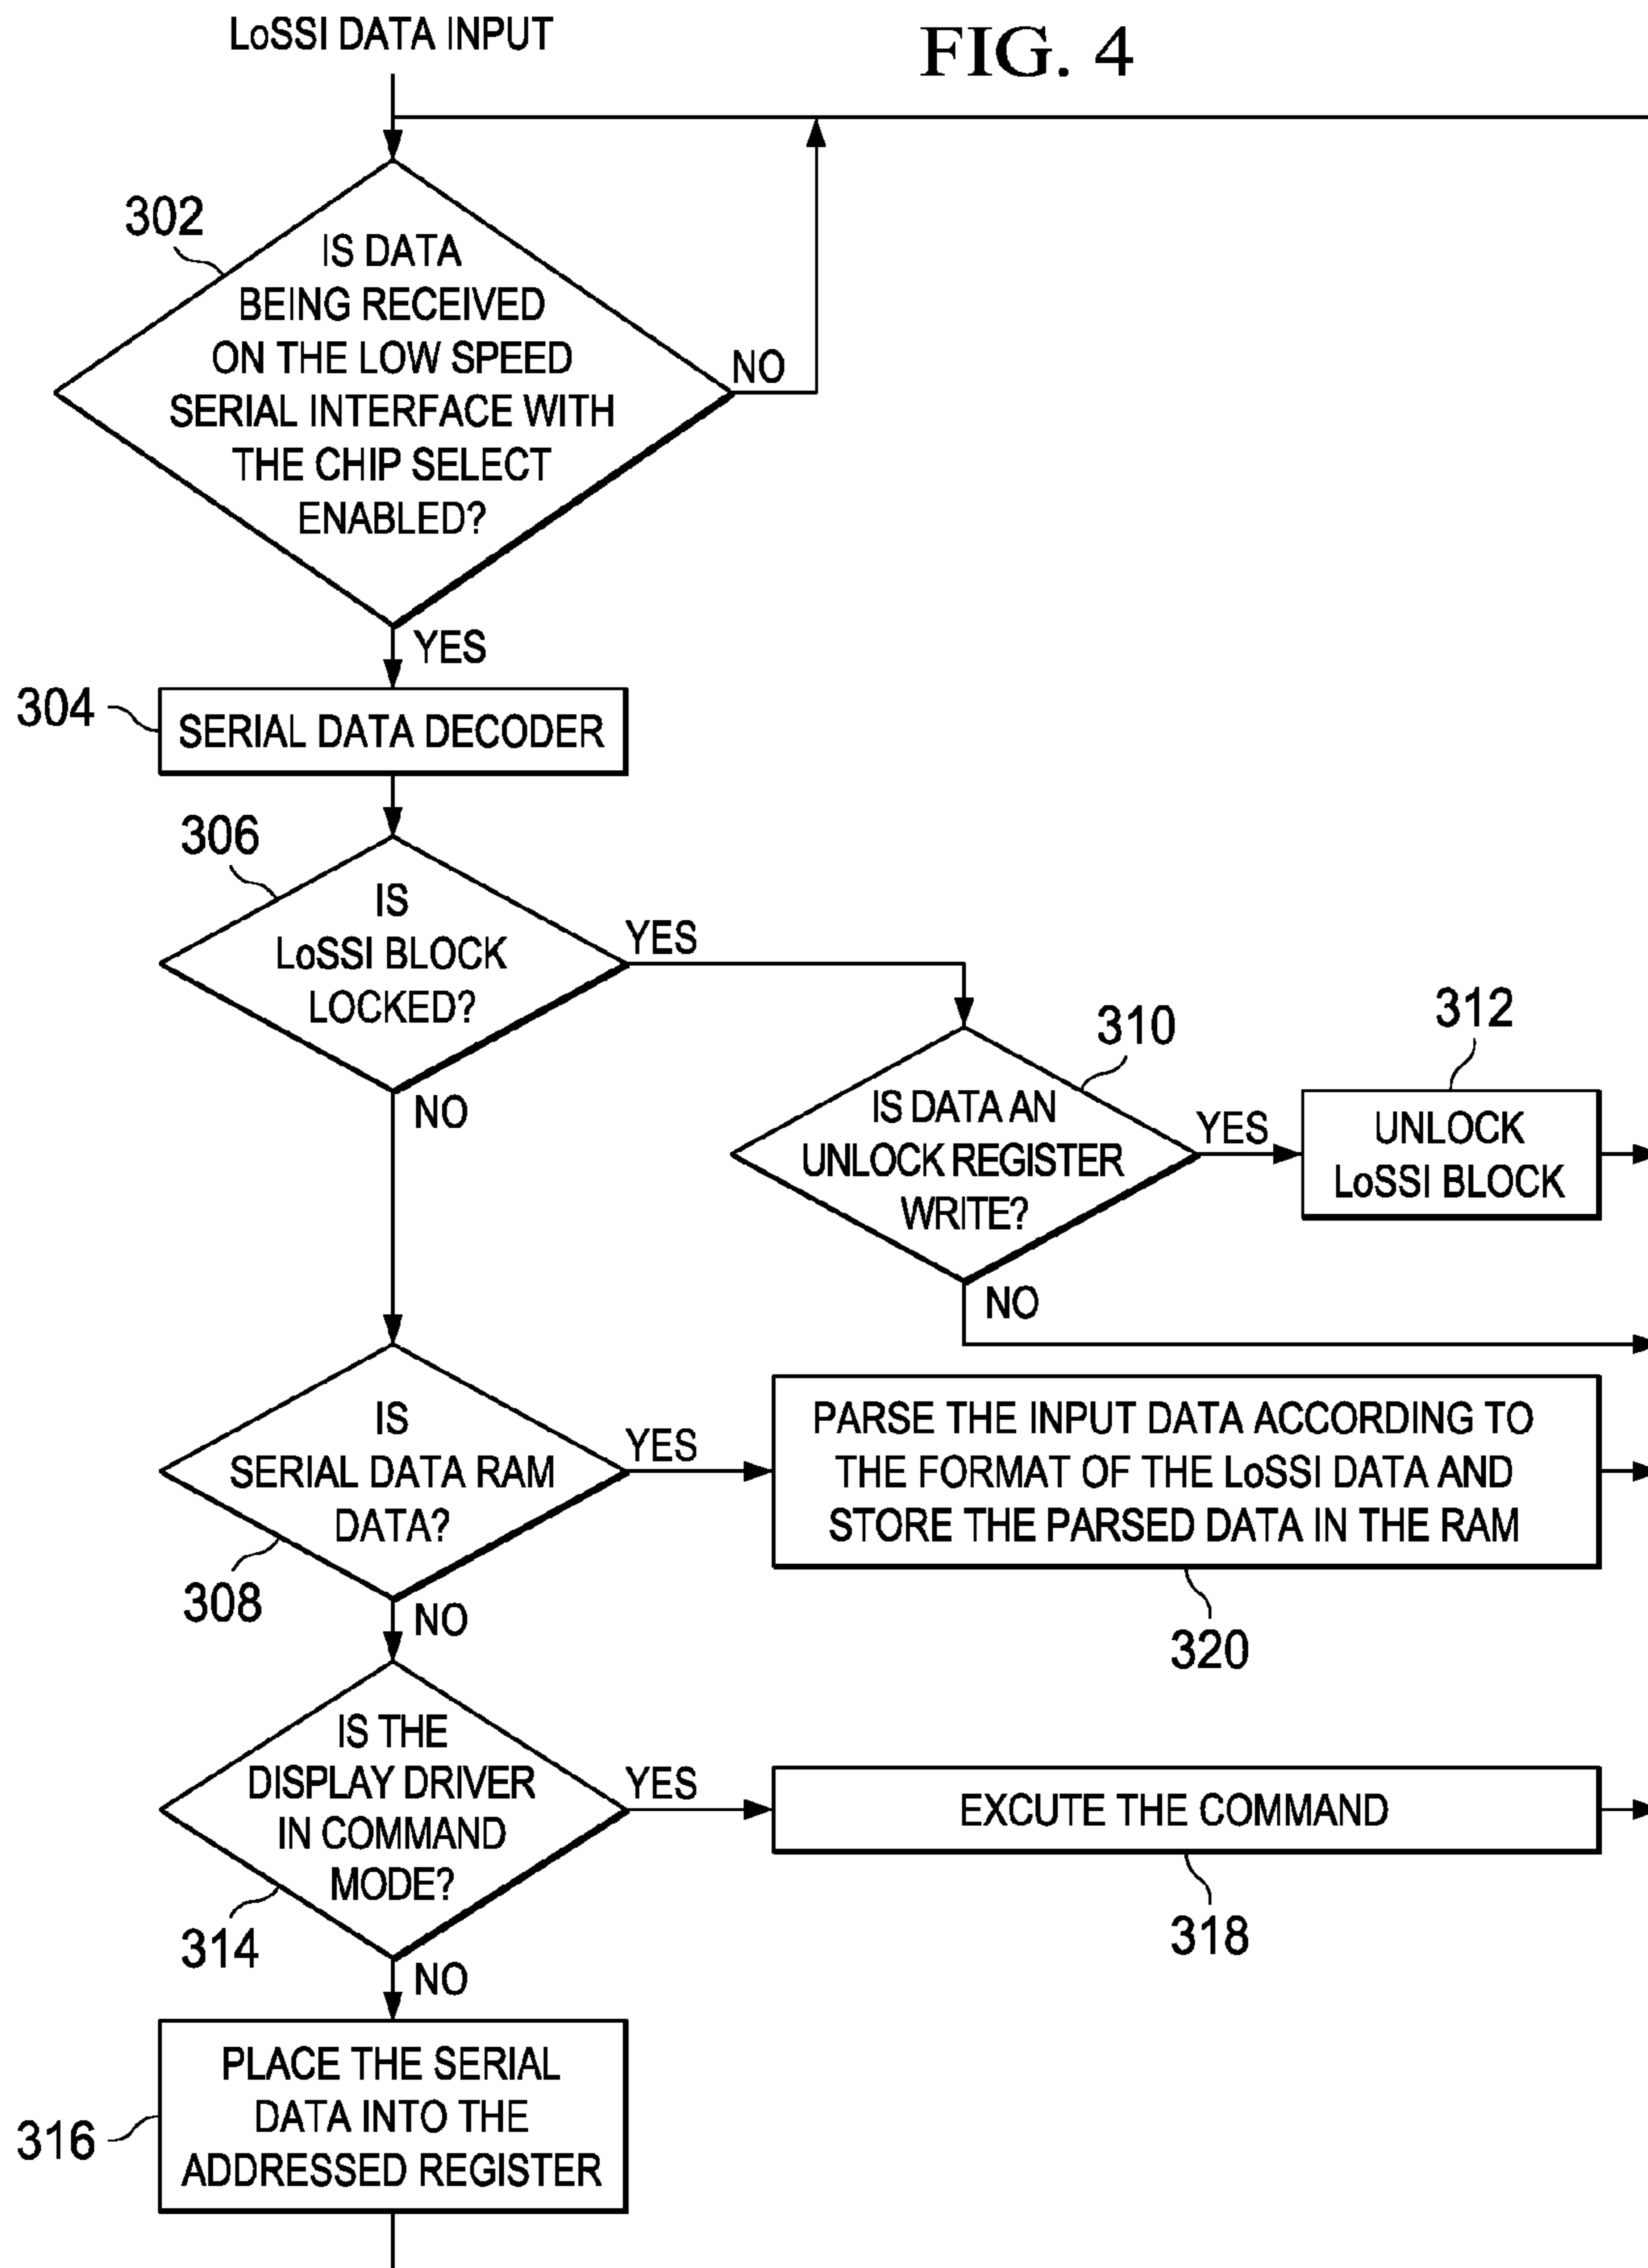 LoSSI DATA INPUT
FIG. 4
302
IS DATA
BEING RECEIVED
ON THE LOW SPEED
SERIAL INTERFACE WITH
THE CHIP SELECT
ENABLED?
NO
YES
304
SERIAL DATA DECODER
306
IS
LoSSI BLOCK
LOCKED?
YES
NO
310
IS DATA AN
UNLOCK REGISTER
WRITE?
YES
NO
312
UNLOCK
LoSSI BLOCK
IS
SERIAL DATA RAM
DATA?
308
YES
NO
PARSE THE INPUT DATA ACCORDING TO
THE FORMAT OF THE LoSSI DATA AND
STORE THE PARSED DATA IN THE RAM
320
IS THE
DISPLAY DRIVER
IN COMMAND
MODE?
314
YES
NO
EXCUTE THE COMMAND
318
316
PLACE THE SERIAL
DATA INTO THE
ADDRESSED REGISTER